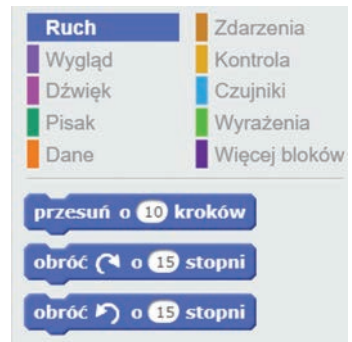 Ruch
Wygląd
Dźwięk
Pisak
Dane
Zdarzenia
Kontrola
Czujniki
Wyrażenia
Więcej bloków
przesuń o 10 kroków
obróć o 15 stopni
obróć o 15 stopni